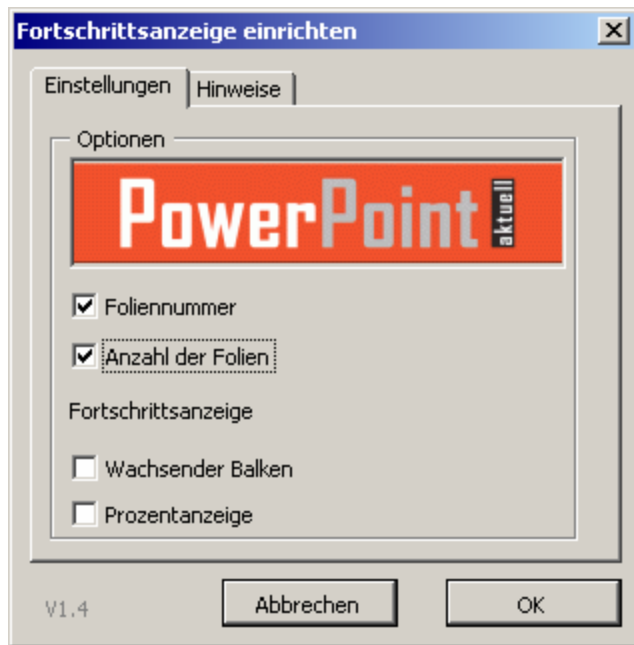 Fortschrittsanzeige einrichten
Einstellungen Hinweise
Optionen
PowerPoint aktuell
Foliennummer
Anzahl der Folien
Fortschrittsanzeige
Wachsender Balken
Prozentanzeige
V1.4 Abbrechen OK